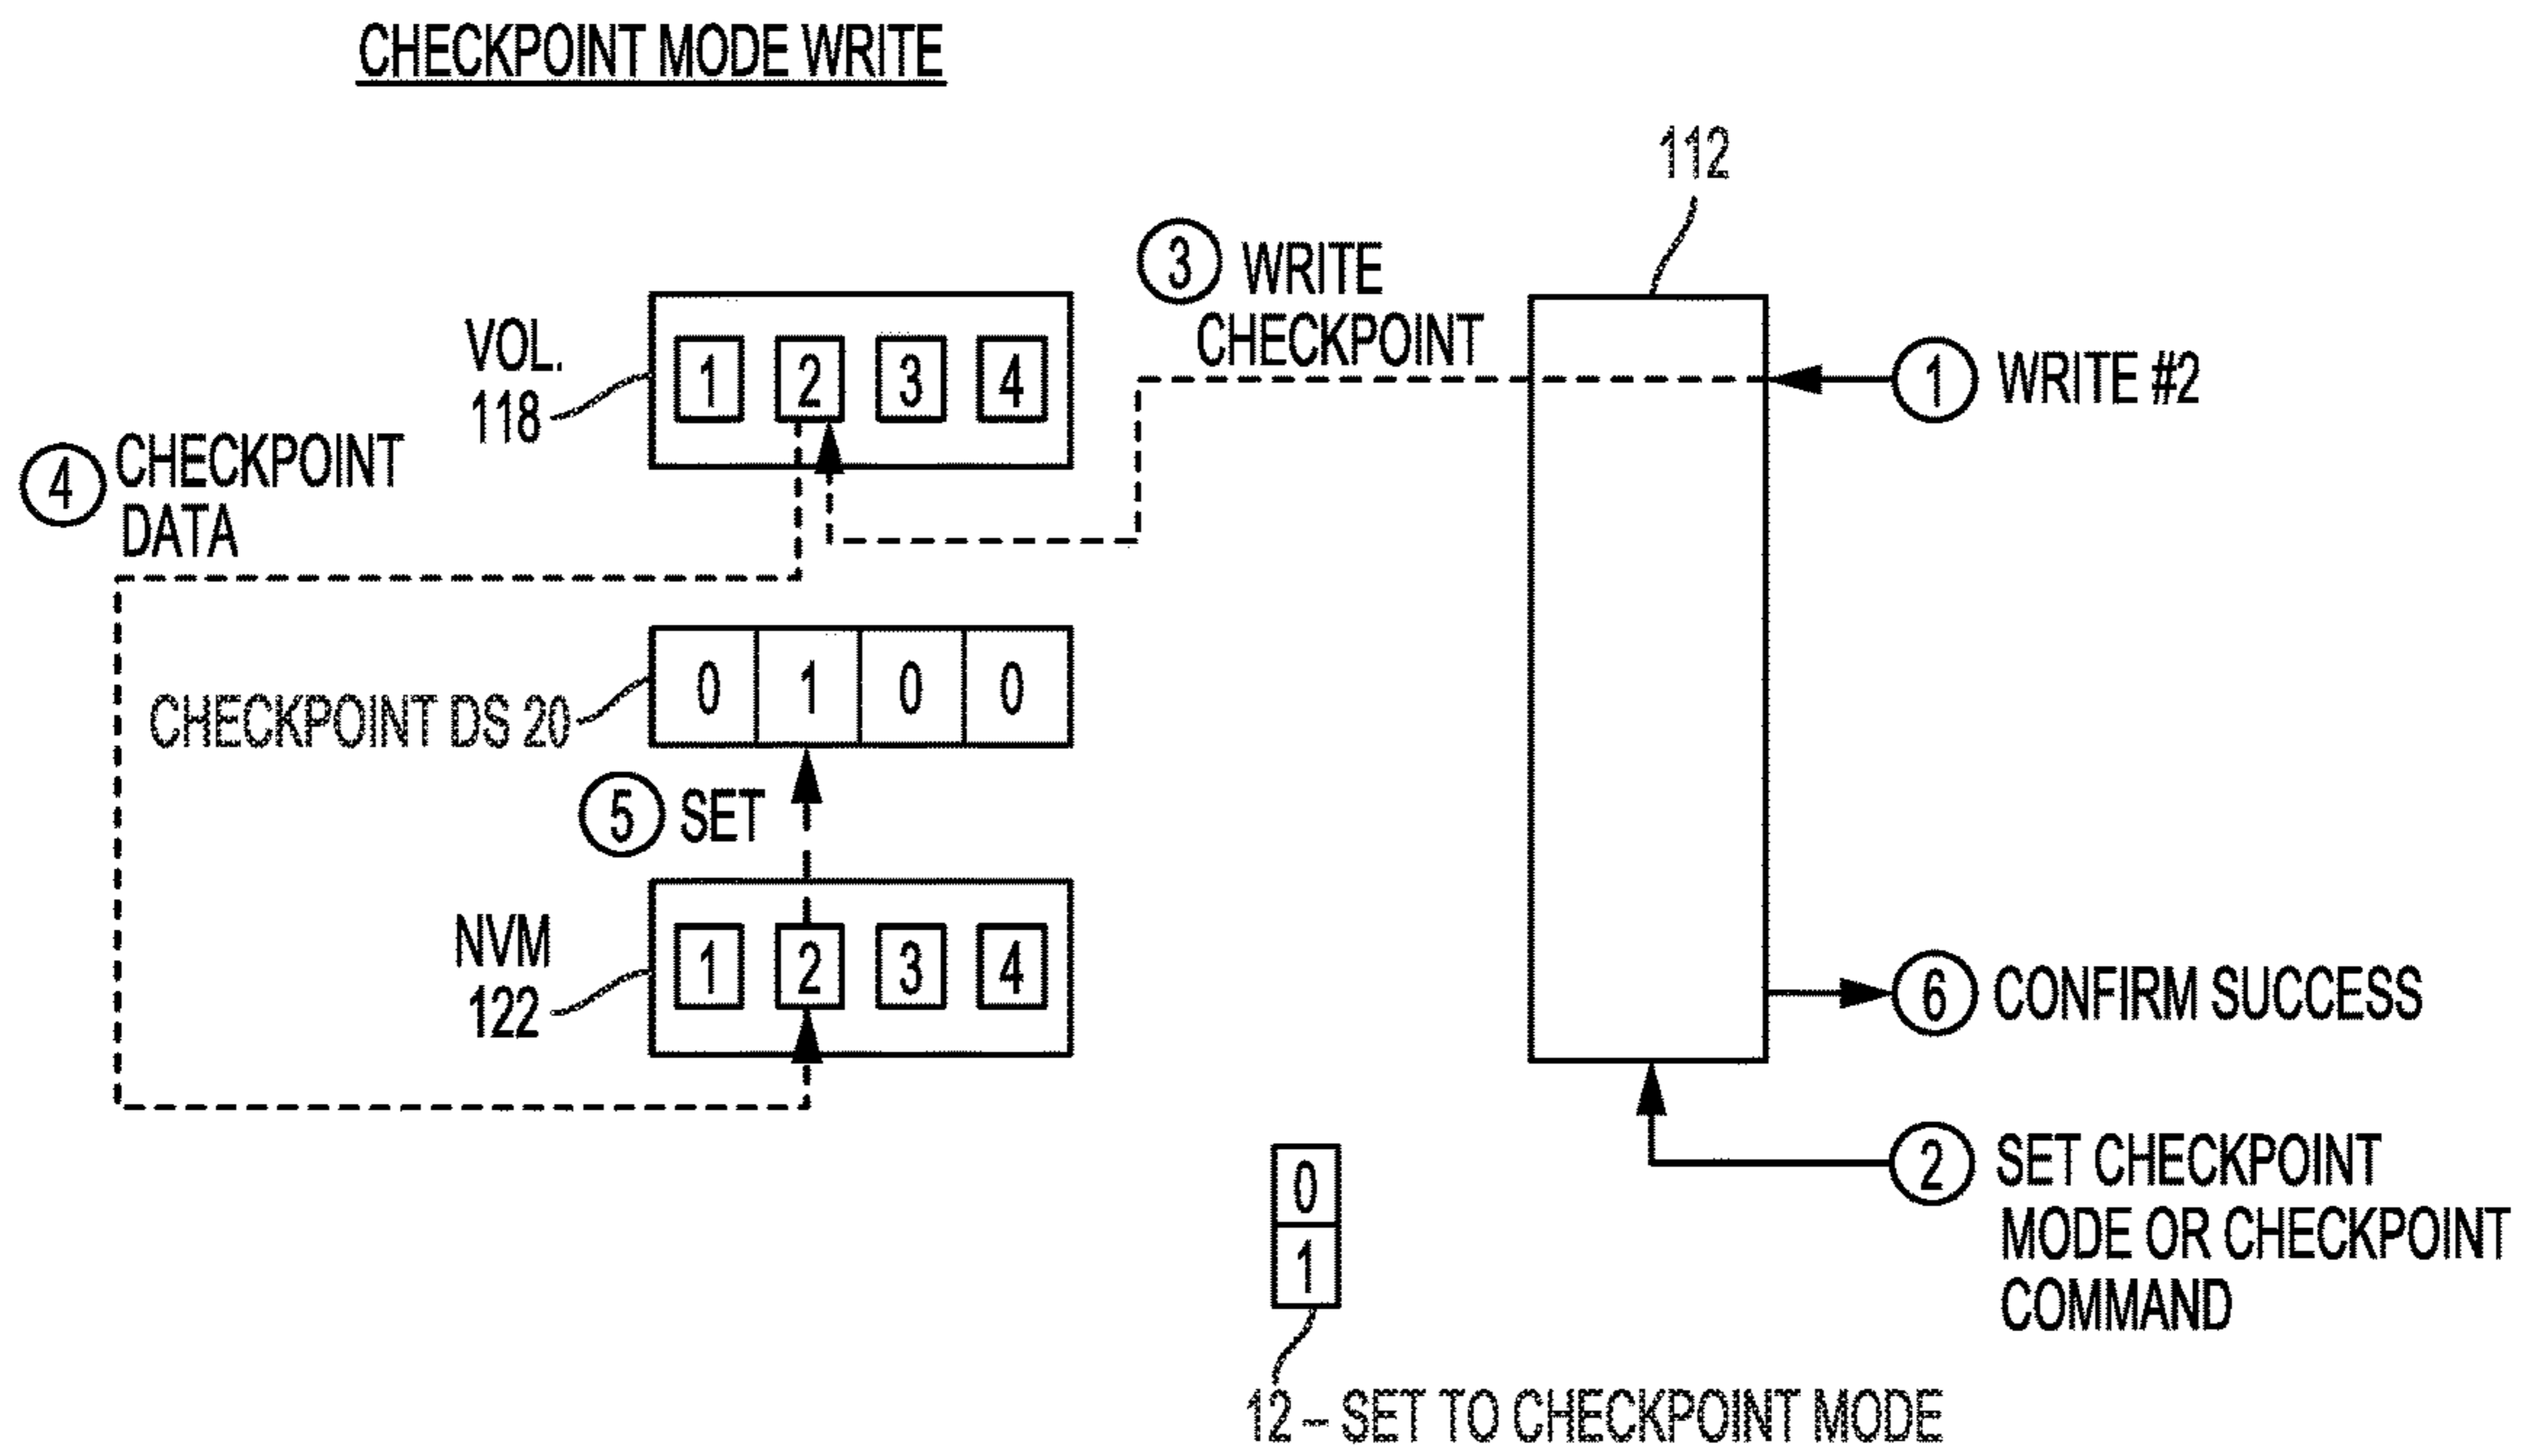 CHECKPOINT MODE WRITE
112
3 WRITE
CHECKPOINT
VOL.
118
1 2 3 4
1 WRITE #2
4 CHECKPOINT
DATA
CHECKPOINT DS 20
0 1 0 0
5 SET
NVM
122
1 2 3 4
6 CONFIRM SUCCESS
2 SET CHECKPOINT
MODE OR CHECKPOINT
COMMAND
0
1
12 – SET TO CHECKPOINT MODE